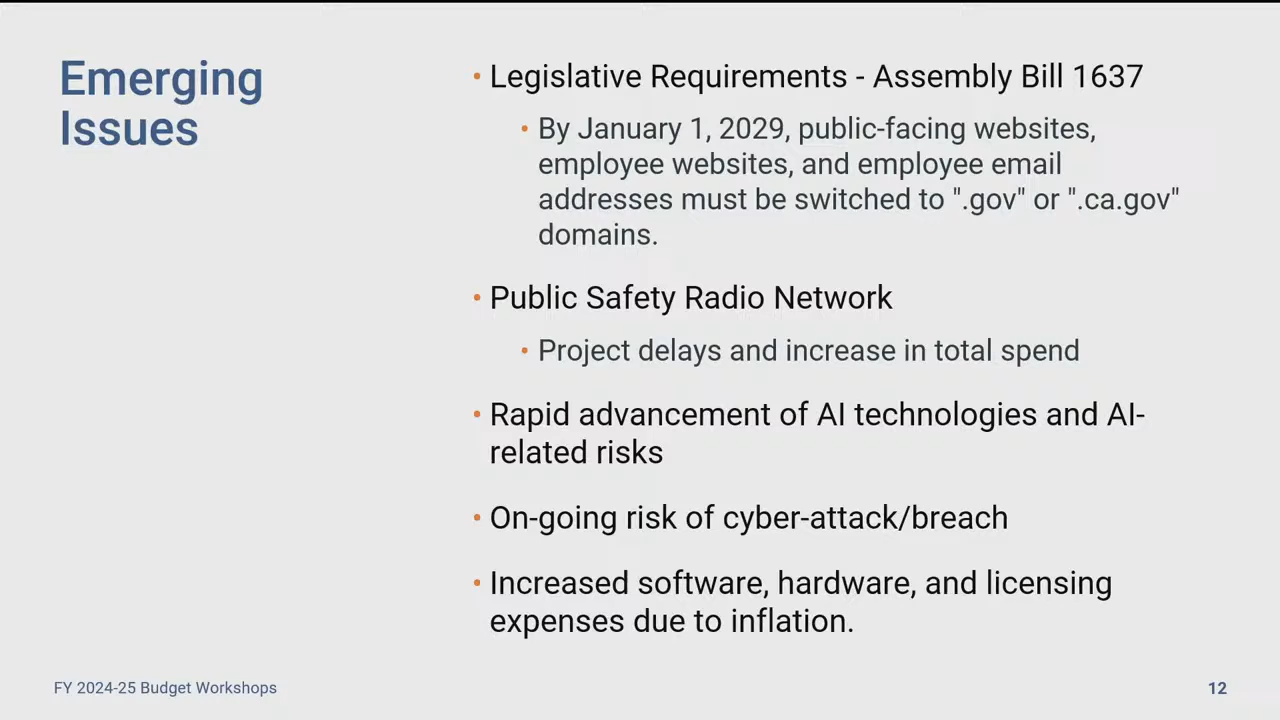 Emerging
Issues
• Legislative Requirements - Assembly Bill 1637
• By January 1, 2029, public-facing websites,
employee websites, and employee email
addresses must be switched to ".gov" or ".ca.gov"
domains.
• Public Safety Radio Network
• Project delays and increase in total spend
• Rapid advancement of AI technologies and AI-
related risks
• On-going risk of cyber-attack/breach
• Increased software, hardware, and licensing
expenses due to inflation.
FY 2024-25 Budget Workshops
12